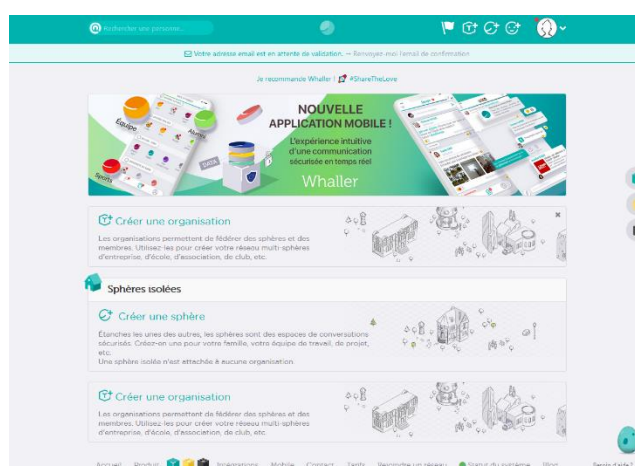 Rechercher une personne...
Votre adresse email est en attente de validation. — Renvoyez-moi l'email de confirmation
Je recommande Whaller ! #ShareTheLove
NOUVELLE
APPLICATION MOBILE !
L'expérience intuitive
d'une communication
sécurisée en temps réel
Whaller
Équipe
Alumni
Sports
DATA
Créer une organisation
Les organisations permettent de fédérer des sphères et des
membres. Utilisez-les pour créer votre réseau multi-sphères
d'entreprise, d'école, d'association, de club, etc.
Sphères isolées
Créer une sphère
Étanches les unes des autres, les sphères sont des espaces de conversations
sécurisés. Créez-en une pour votre famille, votre équipe de travail, de projet,
etc.
Une sphère isolée n'est attachée à aucune organisation.
Créer une organisation
Les organisations permettent de fédérer des sphères et des
membres. Utilisez-les pour créer votre réseau multi-sphères
d'entreprise, d'école, d'association, de club, etc.
Accueil Produit Intégrations Mobile Contact Tarifs Rejoindre un réseau Statut du système Blog
Besoin d'aide ?